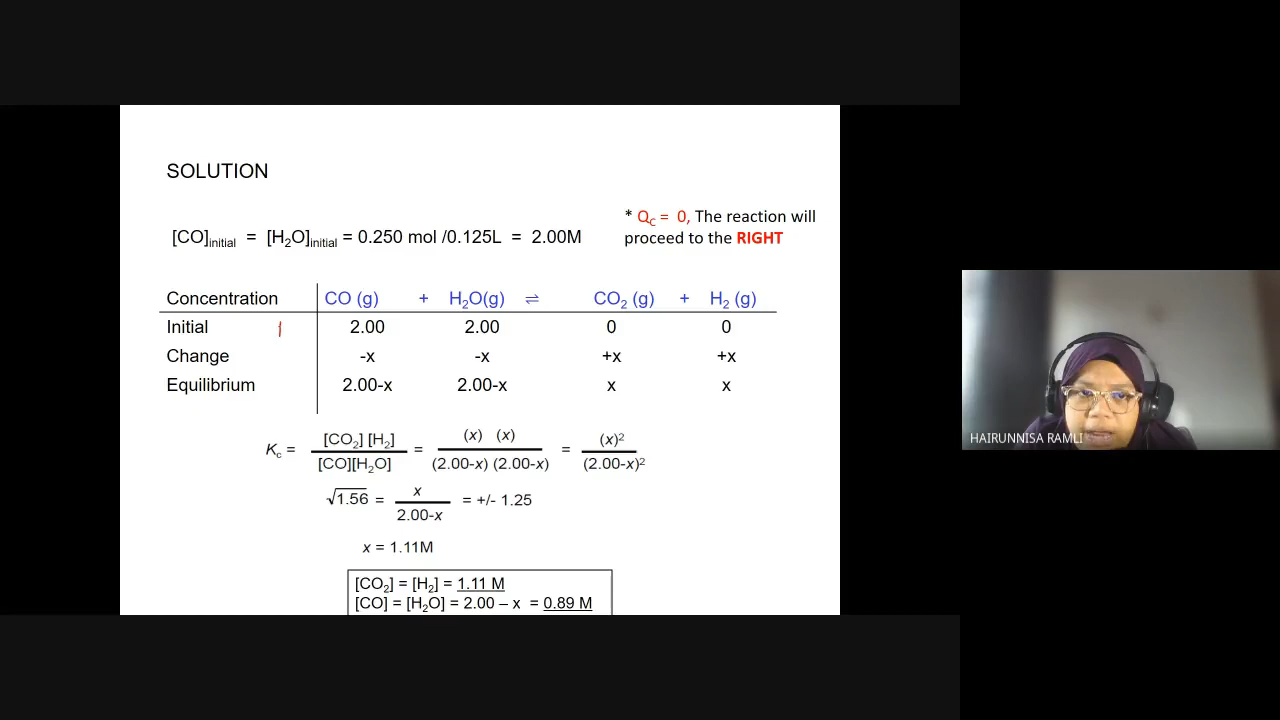 SOLUTION
* Qc = 0, The reaction will
proceed to the RIGHT
[CO]initial = [H2O]initial = 0.250 mol /0.125L = 2.00M
Concentration CO (g) + H2O(g) ⇌ CO2 (g) + H2 (g)
Initial 2.00 2.00 0 0
Change -x -x +x +x
Equilibrium 2.00-x 2.00-x x x
Kc = [CO2] [H2] / [CO][H2O] = (x) (x) / (2.00-x) (2.00-x) = (x)² / (2.00-x)²
√1.56 = x / 2.00-x = +/- 1.25
x = 1.11M
[CO2] = [H2] = 1.11 M
[CO] = [H2O] = 2.00 – x = 0.89 M
HAIRUNNISA RAMLI